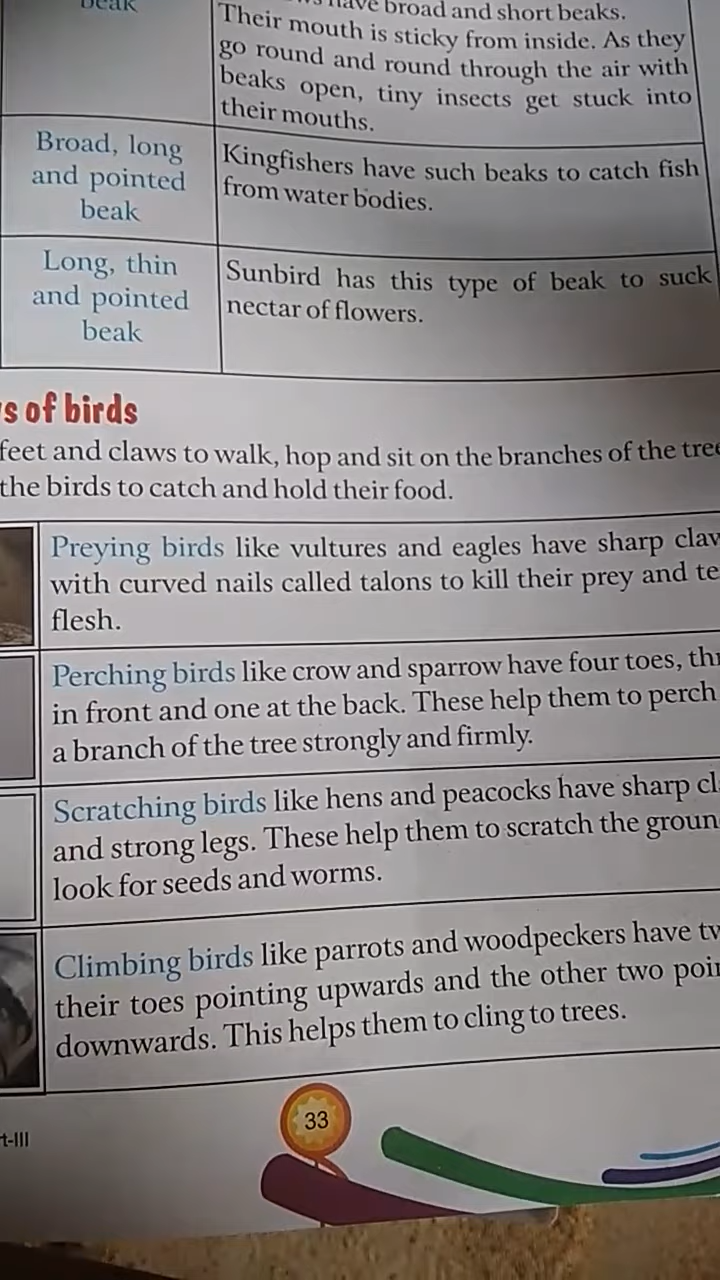 beak
have broad and short beaks.
Their mouth is sticky from inside. As they
go round and round through the air with
beaks open, tiny insects get stuck into
their mouths.
Broad, long
and pointed
beak
Kingfishers have such beaks to catch fish
from water bodies.
Long, thin
and pointed
beak
Sunbird has this type of beak to suck
nectar of flowers.
s of birds
feet and claws to walk, hop and sit on the branches of the tree
the birds to catch and hold their food.
Preying birds like vultures and eagles have sharp claw
with curved nails called talons to kill their prey and te
flesh.
Perching birds like crow and sparrow have four toes, thr
in front and one at the back. These help them to perch
a branch of the tree strongly and firmly.
Scratching birds like hens and peacocks have sharp cl
and strong legs. These help them to scratch the groun
look for seeds and worms.
Climbing birds like parrots and woodpeckers have tw
their toes pointing upwards and the other two poin
downwards. This helps them to cling to trees.
33
t-III